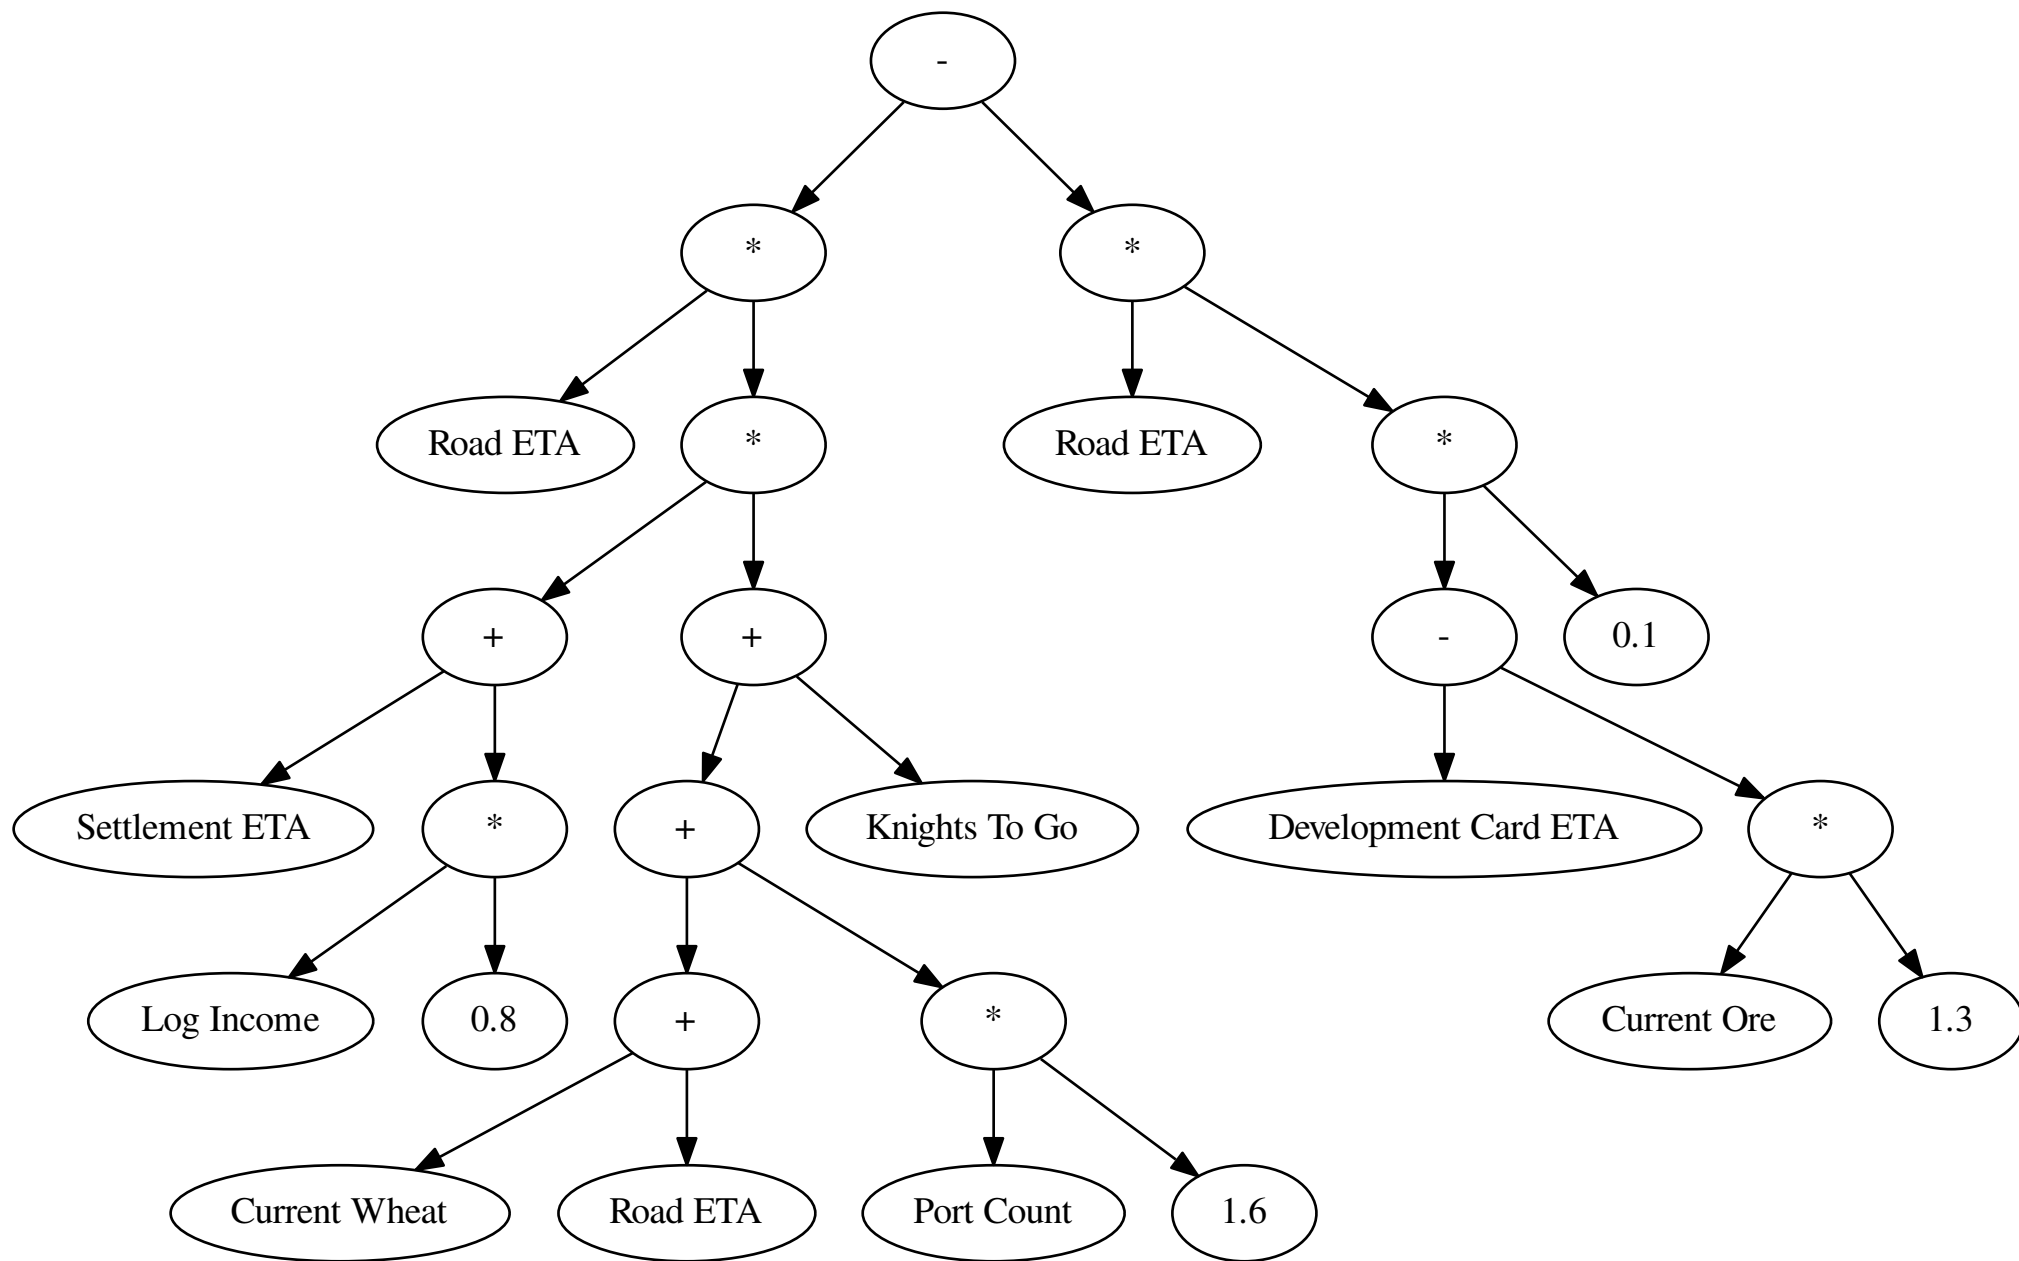 -
*
*
Road ETA
*
Road ETA
*
+
+
-
0.1
Settlement ETA
*
+
Knights To Go
Development Card ETA
*
Log Income
0.8
+
*
Current Ore
1.3
Current Wheat
Road ETA
Port Count
1.6